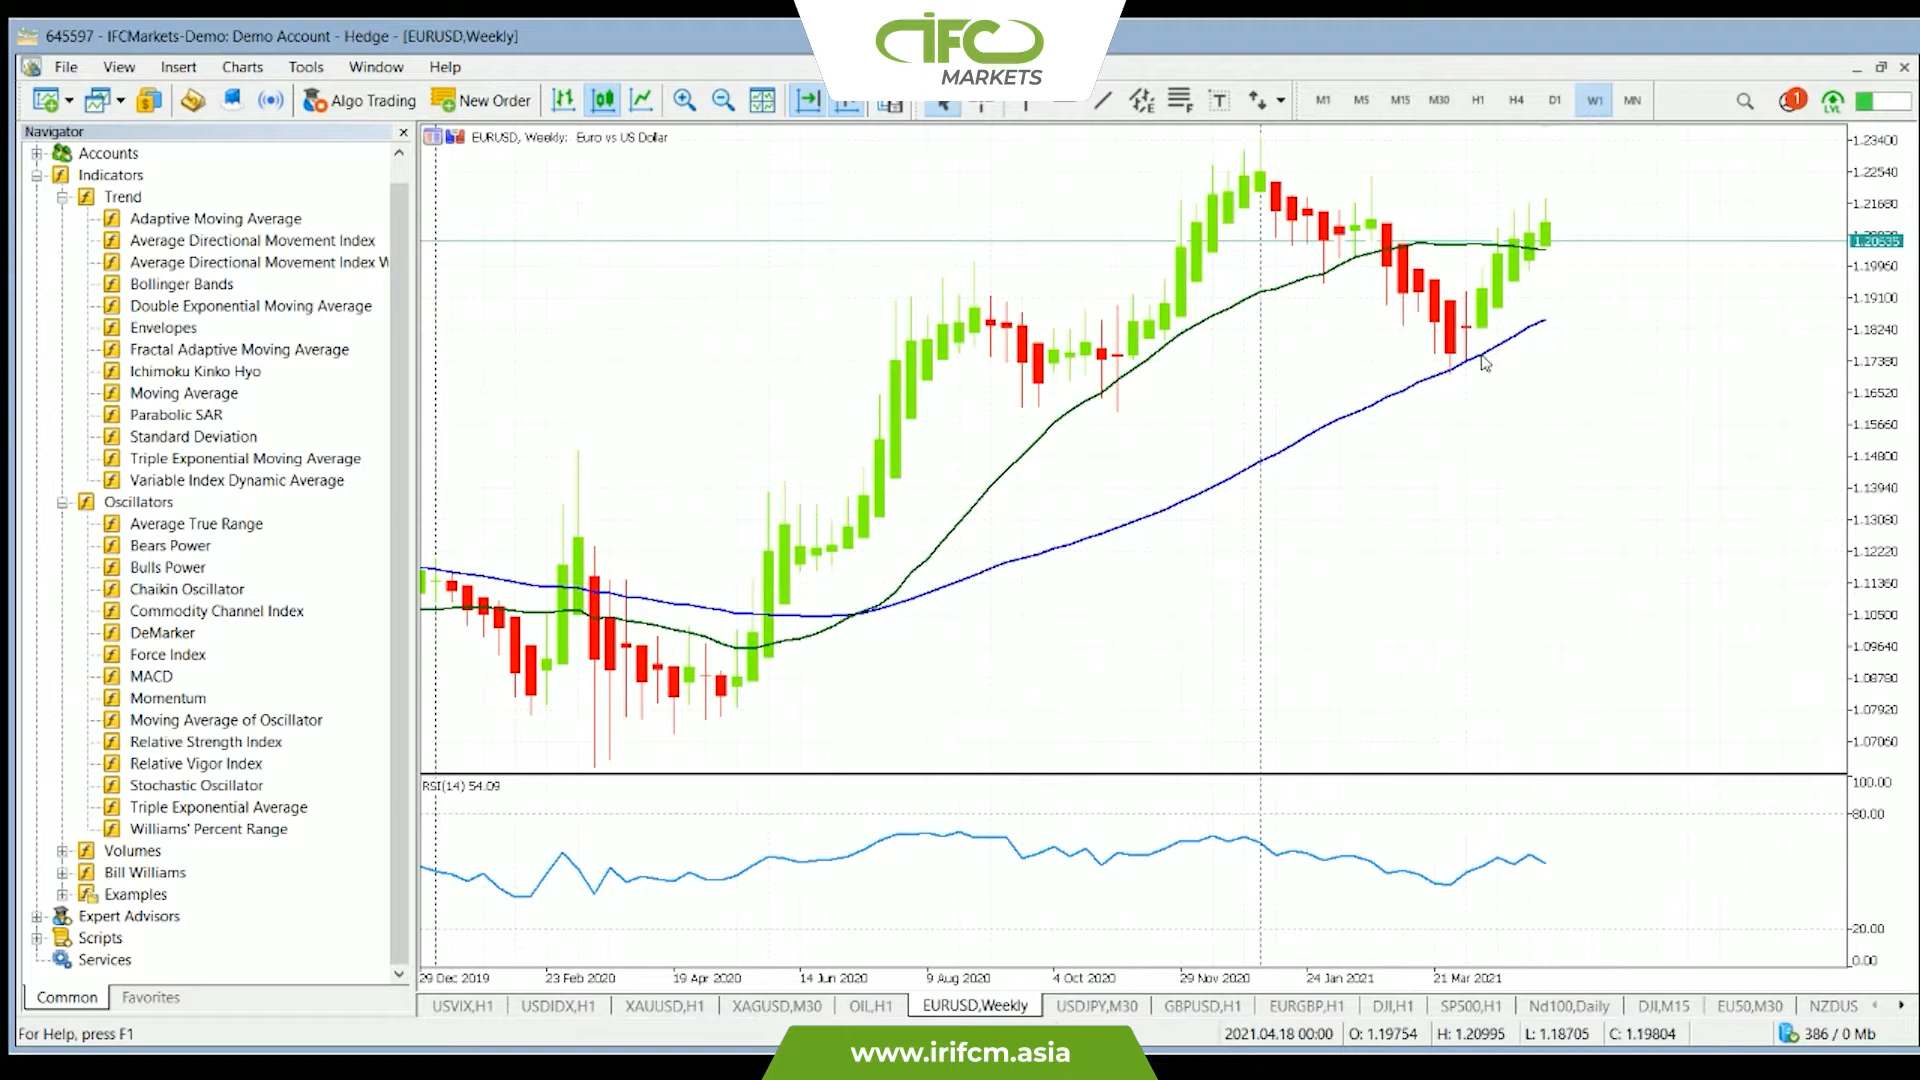 iFC
MARKETS
645597 - IFCMarkets-Demo: Demo Account - Hedge - [EURUSD,Weekly]
File View Insert Charts Tools Window Help
Algo Trading New Order M1 M5 M15 M30 H1 H4 D1 W1 MN 1 LVL
Navigator
Accounts
Indicators
Trend
Adaptive Moving Average
Average Directional Movement Index
Average Directional Movement Index W
Bollinger Bands
Double Exponential Moving Average
Envelopes
Fractal Adaptive Moving Average
Ichimoku Kinko Hyo
Moving Average
Parabolic SAR
Standard Deviation
Triple Exponential Moving Average
Variable Index Dynamic Average
Oscillators
Average True Range
Bears Power
Bulls Power
Chaikin Oscillator
Commodity Channel Index
DeMarker
Force Index
MACD
Momentum
Moving Average of Oscillator
Relative Strength Index
Relative Vigor Index
Stochastic Oscillator
Triple Exponential Average
Williams' Percent Range
Volumes
Bill Williams
Examples
Expert Advisors
Scripts
Services
Common Favorites
EURUSD, Weekly: Euro vs US Dollar
1.23400
1.22540
1.21680
1.20835
1.19960
1.19100
1.18240
1.17380
1.16520
1.15660
1.14800
1.13940
1.13080
1.12220
1.11360
1.10500
1.09640
1.08780
1.07920
1.07060
RSI(14) 54.09
100.00
80.00
20.00
0.00
29 Dec 2019 23 Feb 2020 19 Apr 2020 14 Jun 2020 9 Aug 2020 4 Oct 2020 29 Nov 2020 24 Jan 2021 21 Mar 2021
USVIX,H1 USDIDX,H1 XAUUSD,H1 XAGUSD,M30 OIL,H1 EURUSD,Weekly USDJPY,M30 GBPUSD,H1 EURGBP,H1 DJI,H1 SP500,H1 Nd100,Daily DJI,M15 EU50,M30 NZDUS
For Help, press F1 2021.04.18 00:00 O: 1.19754 H: 1.20995 L: 1.18705 C: 1.19804 386 / 0 Mb
www.irifcm.asia